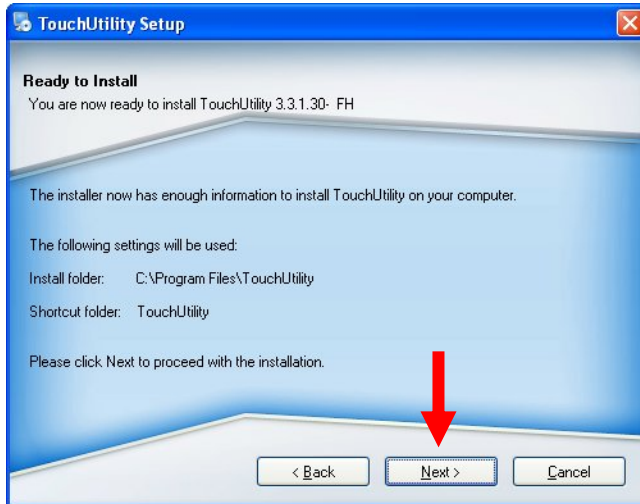 TouchUtility Setup
Ready to Install
You are now ready to install TouchUtility 3.3.1.30- FH
The installer now has enough information to install TouchUtility on your computer.
The following settings will be used:
Install folder: C:\Program Files\TouchUtility
Shortcut folder: TouchUtility
Please click Next to proceed with the installation.
< Back Next > Cancel